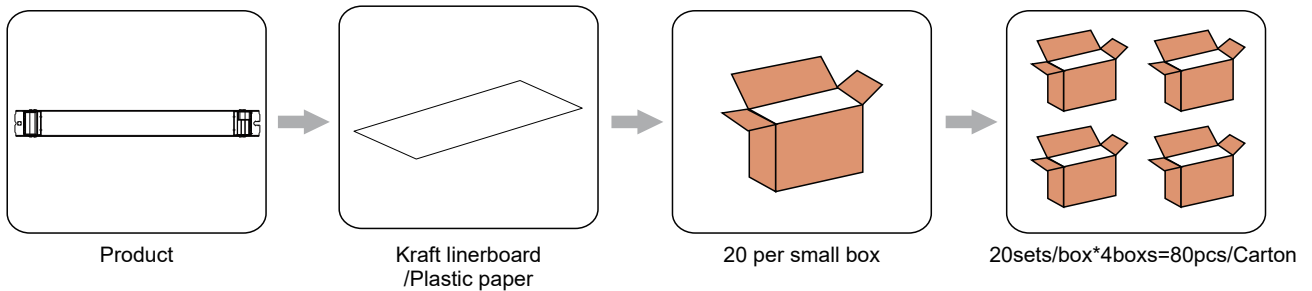 Product
Kraft linerboard
/Plastic paper
20 per small box
20sets/box*4boxs=80pcs/Carton